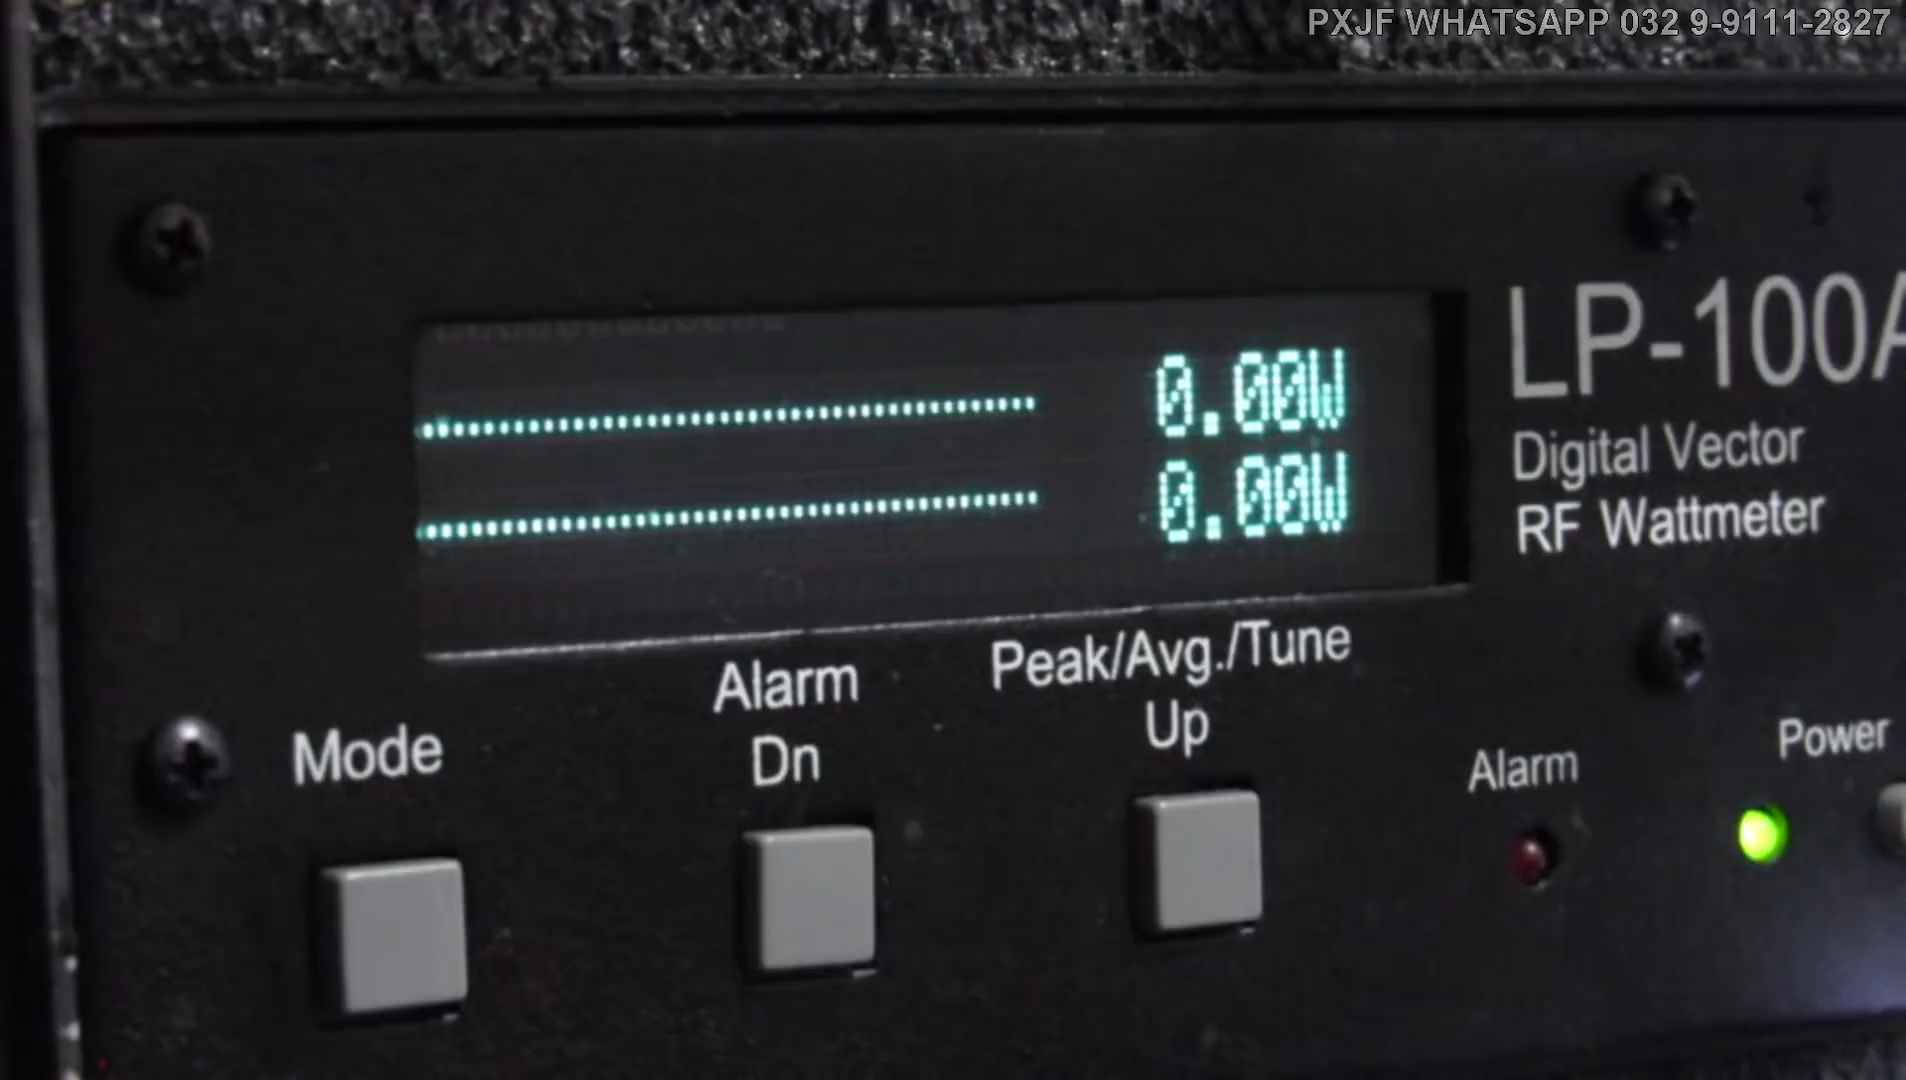 PXJF WHATSAPP 032 9-9111-2827
0.00W
0.00W
LP-100A
Digital Vector
RF Wattmeter
Mode
Alarm
Dn
Peak/Avg./Tune
Up
Alarm
Power